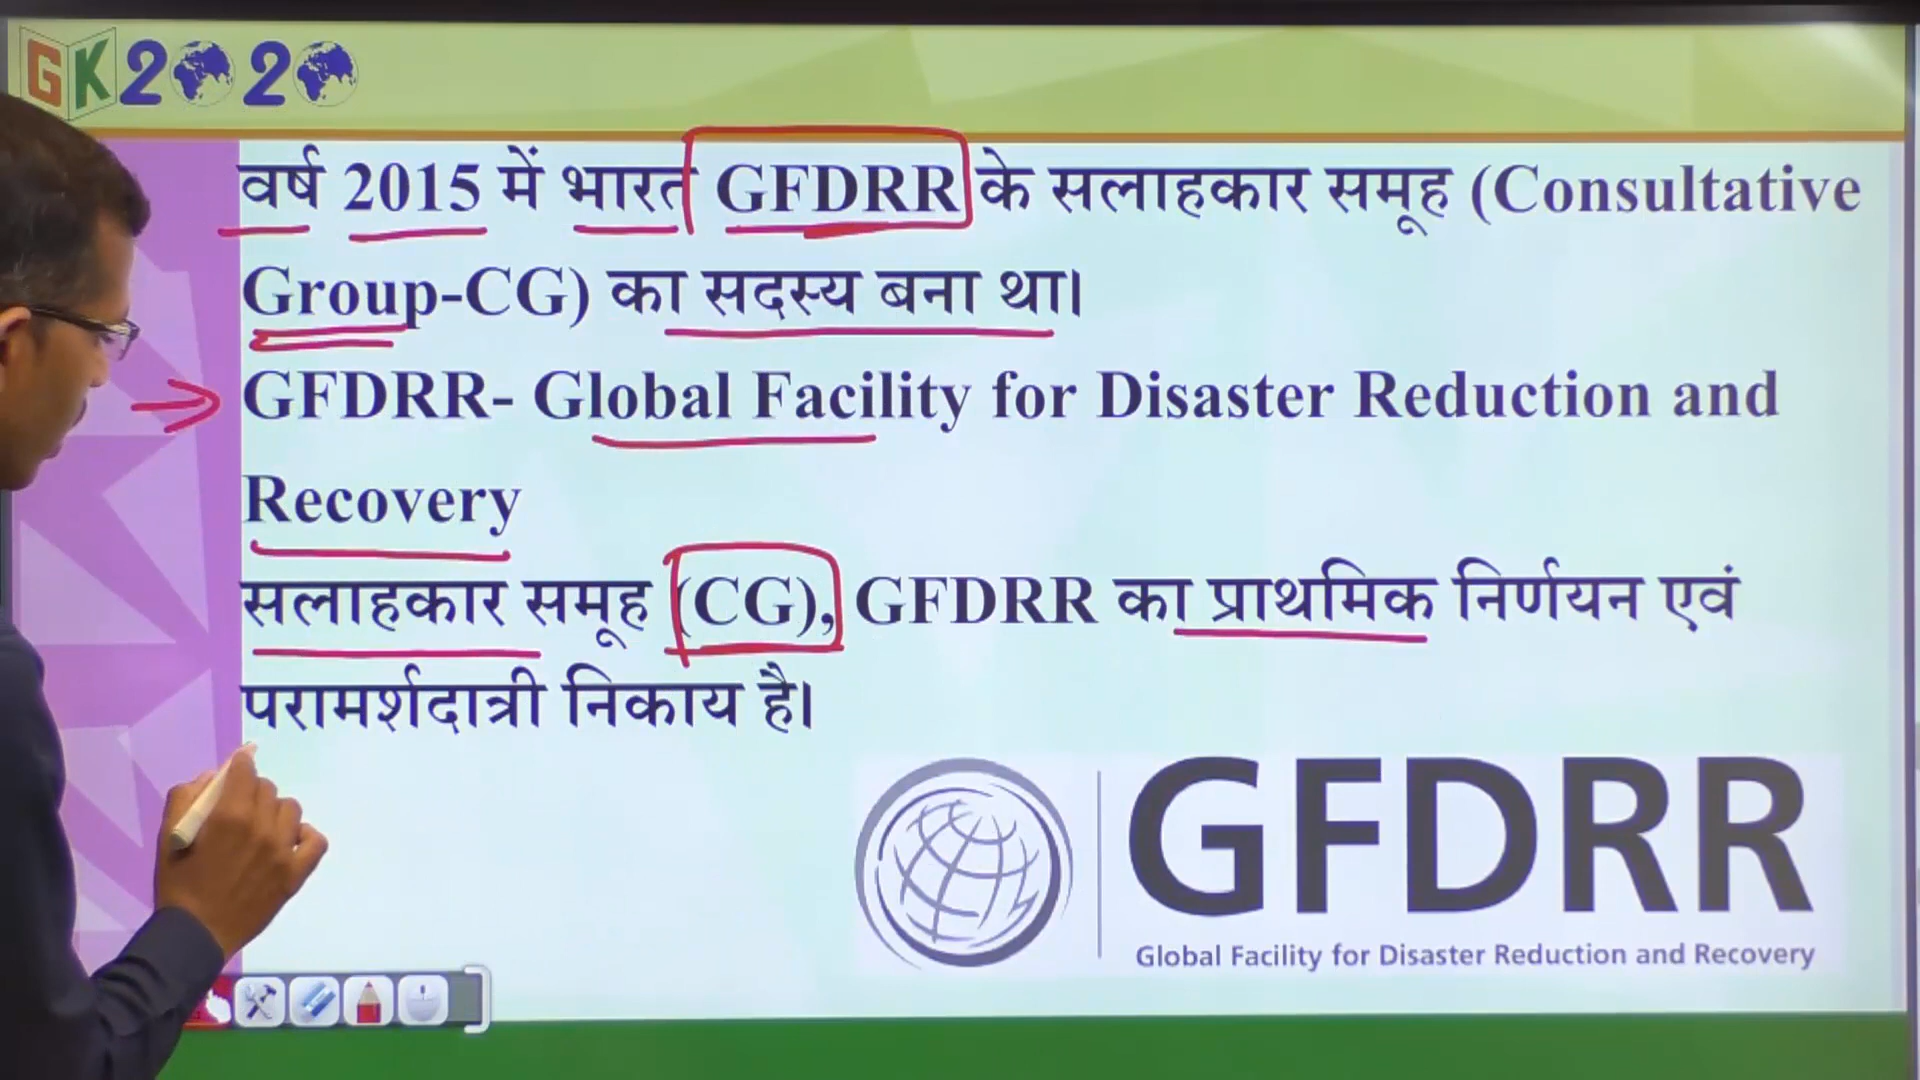 GK2020
वर्ष 2015 में भारत GFDRR के सलाहकार समूह (Consultative
Group-CG) का सदस्य बना था।
GFDRR- Global Facility for Disaster Reduction and
Recovery
सलाहकार समूह (CG), GFDRR का प्राथमिक निर्णयन एवं
परामर्शदात्री निकाय है।
GFDRR
Global Facility for Disaster Reduction and Recovery